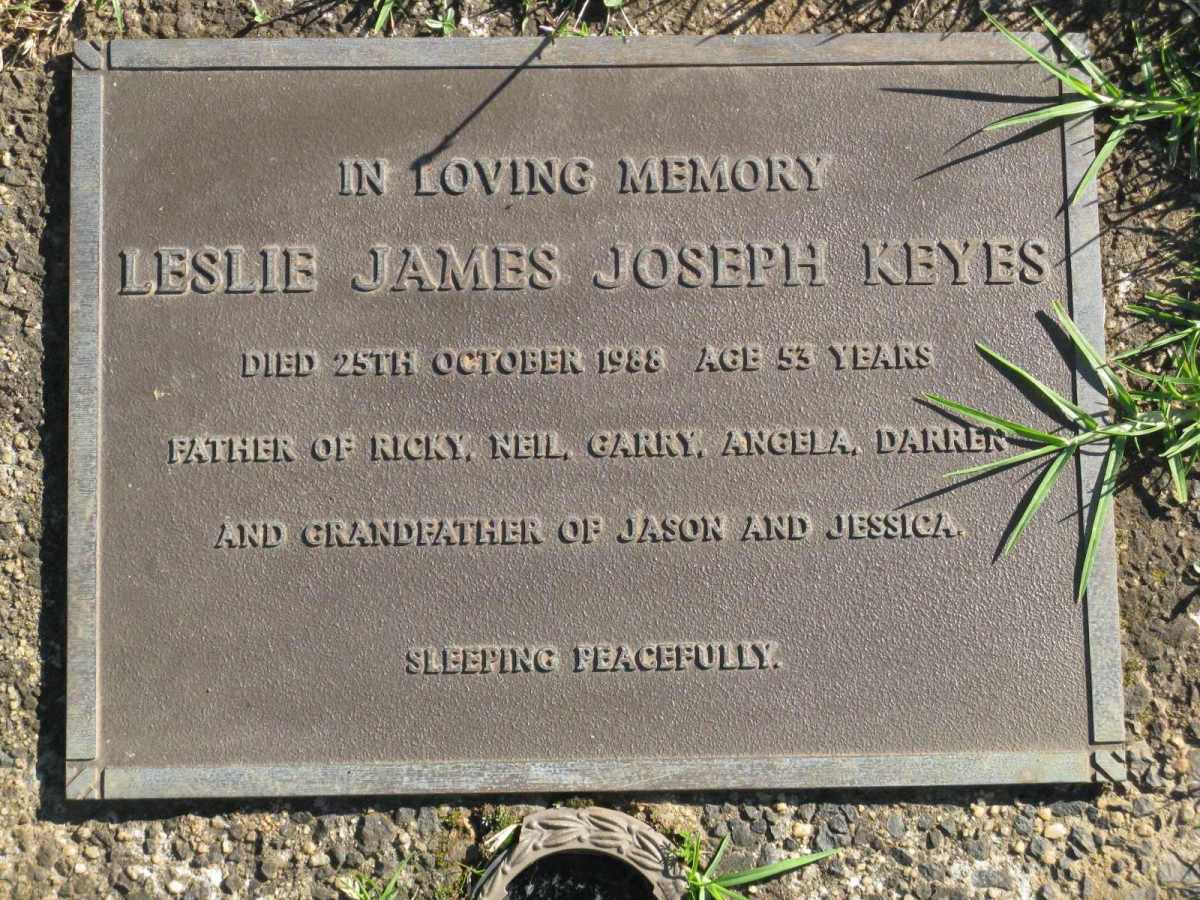 IN LOVING MEMORY
LESLIE JAMES JOSEPH KEYES
DIED 25TH OCTOBER 1988 AGE 53 YEARS
FATHER OF RICKY, NEIL, GARRY, ANGELA, DARREN
AND GRANDFATHER OF JASON AND JESSICA.
SLEEPING PEACEFULLY.